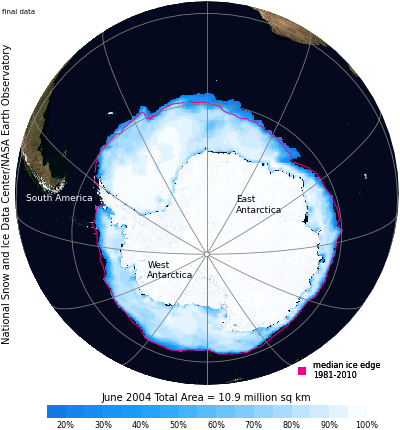 final data
National Snow and Ice Data Center/NASA Earth Observatory
South America
East
Antarctica
West
Antarctica
median ice edge
1981-2010
June 2004 Total Area = 10.9 million sq km
20% 30% 40% 50% 60% 70% 80% 90% 100%